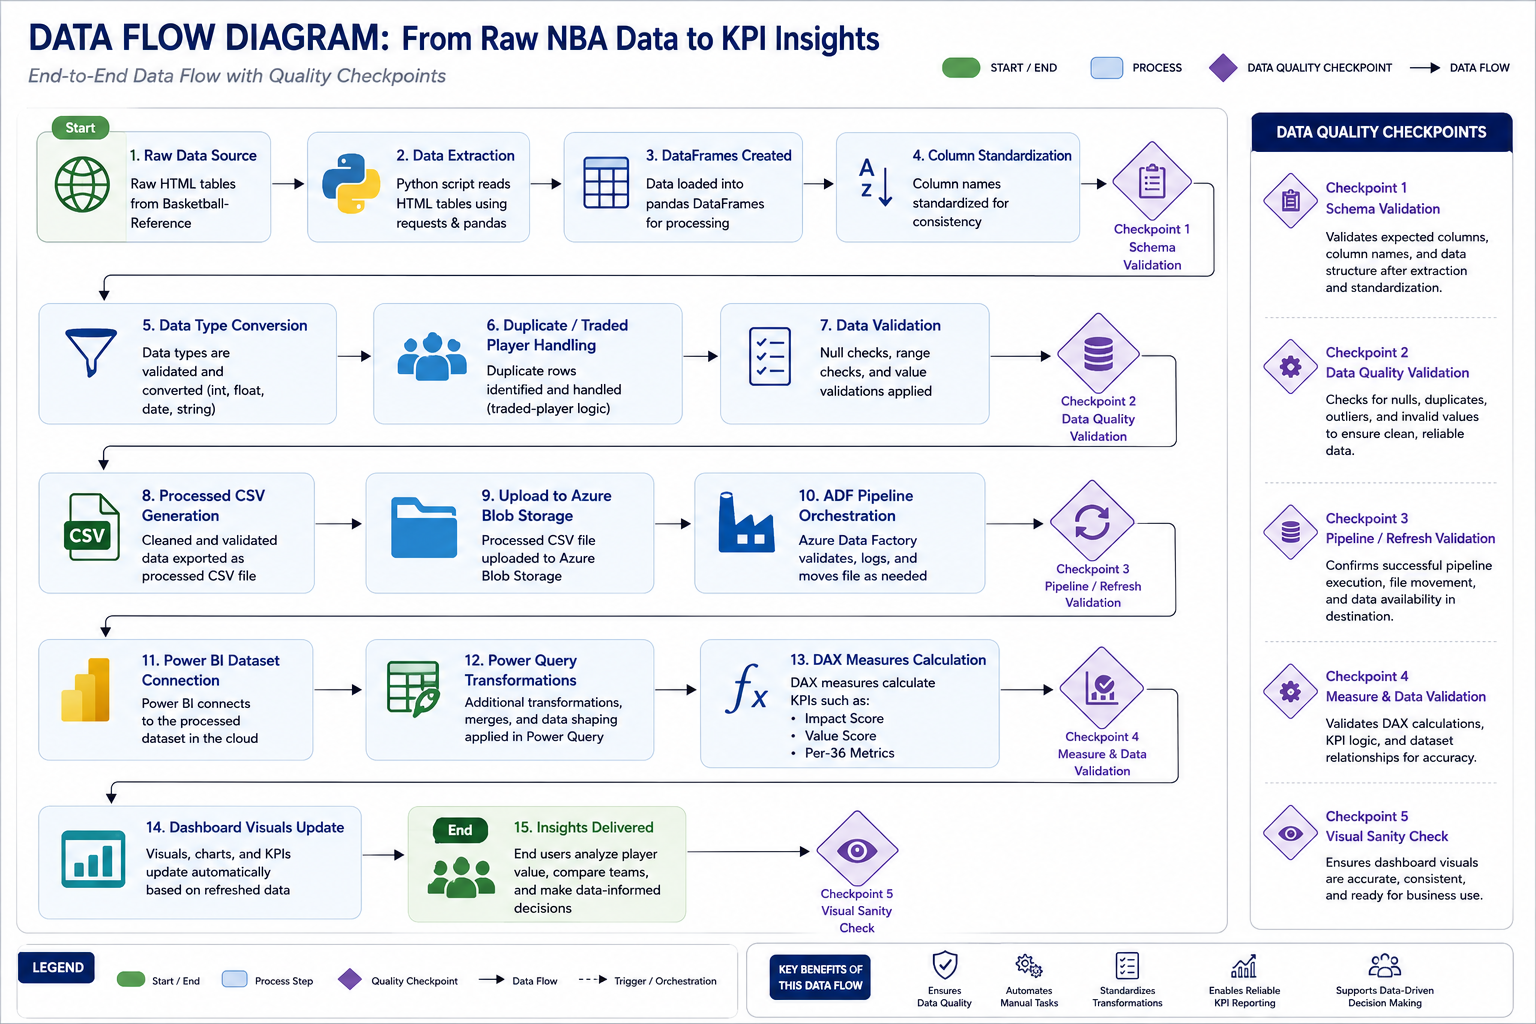 DATA FLOW DIAGRAM: From Raw NBA Data to KPI Insights
End-to-End Data Flow with Quality Checkpoints
START / END
PROCESS
DATA QUALITY CHECKPOINT
DATA FLOW
Start
1. Raw Data Source
Raw HTML tables
from Basketball-
Reference
2. Data Extraction
Python script reads
HTML tables using
requests & pandas
3. DataFrames Created
Data loaded into
pandas DataFrames
for processing
A
Z
4. Column Standardization
Column names
standardized for
consistency
Checkpoint 1
Schema
Validation
5. Data Type Conversion
Data types are
validated and
converted (int, float,
date, string)
6. Duplicate / Traded
Player Handling
Duplicate rows
identified and handled
(traded-player logic)
7. Data Validation
Null checks, range
checks, and value
validations applied
Checkpoint 2
Data Quality
Validation
CSV
8. Processed CSV
Generation
Cleaned and validated
data exported as
processed CSV file
9. Upload to Azure
Blob Storage
Processed CSV file
uploaded to Azure
Blob Storage
10. ADF Pipeline
Orchestration
Azure Data Factory
validates, logs, and
moves file as needed
Checkpoint 3
Pipeline / Refresh
Validation
11. Power BI Dataset
Connection
Power BI connects
to the processed
dataset in the cloud
12. Power Query
Transformations
Additional transformations,
merges, and data shaping
applied in Power Query
fx
13. DAX Measures Calculation
DAX measures calculate
KPIs such as:
• Impact Score
• Value Score
• Per-36 Metrics
Checkpoint 4
Measure & Data
Validation
14. Dashboard Visuals Update
Visuals, charts, and KPIs
update automatically
based on refreshed data
End
15. Insights Delivered
End users analyze player
value, compare teams,
and make data-informed
decisions
Checkpoint 5
Visual Sanity
Check
DATA QUALITY CHECKPOINTS
Checkpoint 1
Schema Validation
Validates expected columns,
column names, and data
structure after extraction
and standardization.
Checkpoint 2
Data Quality Validation
Checks for nulls, duplicates,
outliers, and invalid values
to ensure clean, reliable
data.
Checkpoint 3
Pipeline / Refresh Validation
Confirms successful pipeline
execution, file movement,
and data availability in
destination.
Checkpoint 4
Measure & Data Validation
Validates DAX calculations,
KPI logic, and dataset
relationships for accuracy.
Checkpoint 5
Visual Sanity Check
Ensures dashboard visuals
are accurate, consistent,
and ready for business use.
LEGEND
Start / End
Process Step
Quality Checkpoint
Data Flow
Trigger / Orchestration
KEY BENEFITS OF
THIS DATA FLOW
Ensures
Data Quality
Automates
Manual Tasks
Standardizes
Transformations
Enables Reliable
KPI Reporting
Supports Data-Driven
Decision Making